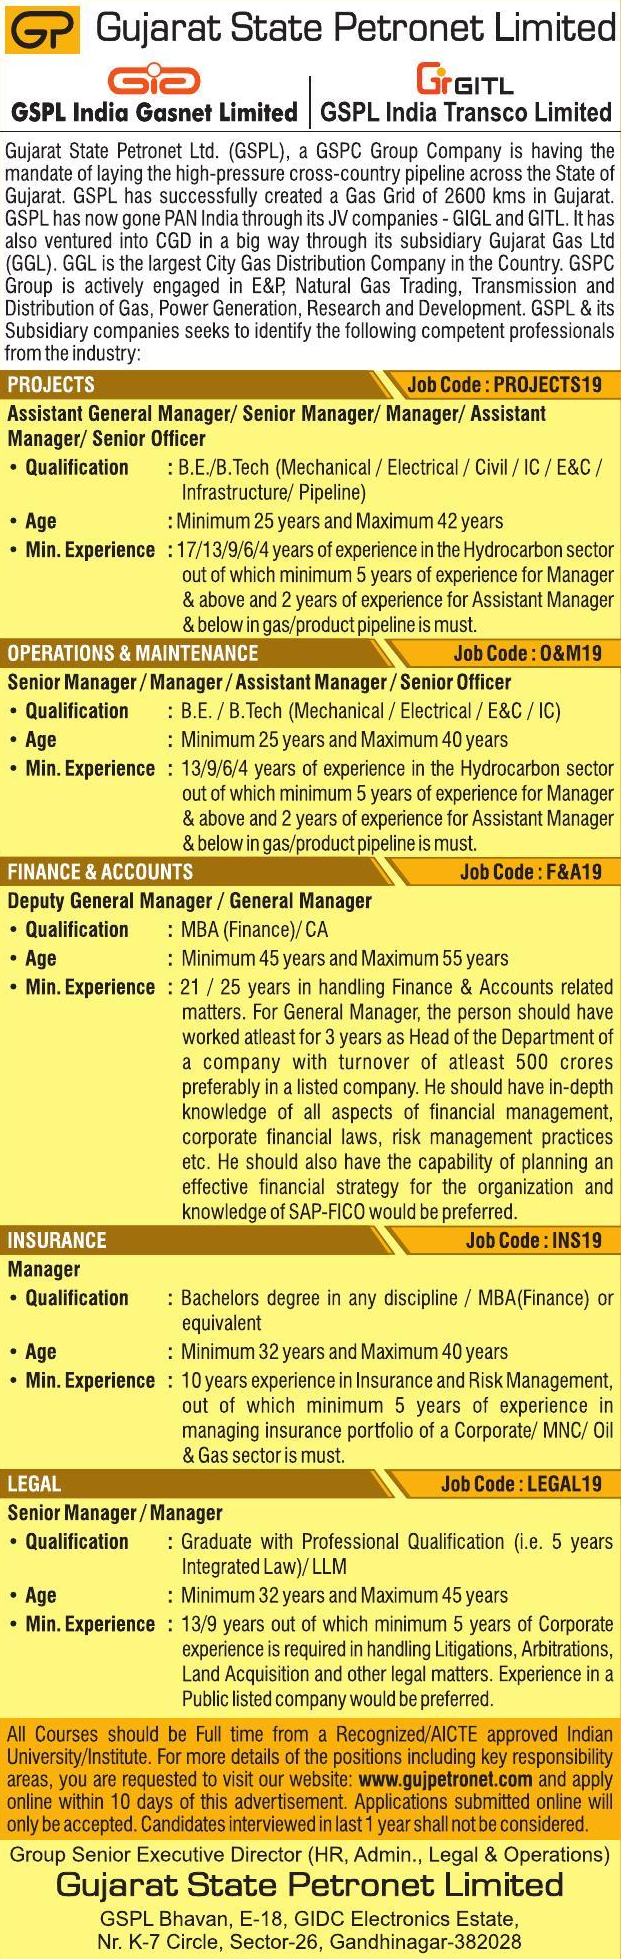 GP Gujarat State Petronet Limited
GIGL GITL
GSPL India Gasnet Limited GSPL India Transco Limited
Gujarat State Petronet Ltd. (GSPL), a GSPC Group Company is having the
mandate of laying the high-pressure cross-country pipeline across the State of
Gujarat. GSPL has successfully created a Gas Grid of 2600 kms in Gujarat.
GSPL has now gone PAN India through its JV companies - GIGL and GITL. It has
also ventured into CGD in a big way through its subsidiary Gujarat Gas Ltd
(GGL). GGL is the largest City Gas Distribution Company in the Country. GSPC
Group is actively engaged in E&P, Natural Gas Trading, Transmission and
Distribution of Gas, Power Generation, Research and Development. GSPL & its
Subsidiary companies seeks to identify the following competent professionals
from the industry:
PROJECTS Job Code : PROJECTS19
Assistant General Manager/ Senior Manager/ Manager/ Assistant
Manager/ Senior Officer
• Qualification : B.E./B.Tech (Mechanical / Electrical / Civil / IC / E&C /
Infrastructure/ Pipeline)
• Age : Minimum 25 years and Maximum 42 years
• Min. Experience : 17/13/9/6/4 years of experience in the Hydrocarbon sector
out of which minimum 5 years of experience for Manager
& above and 2 years of experience for Assistant Manager
& below in gas/product pipeline is must.
OPERATIONS & MAINTENANCE Job Code : O&M19
Senior Manager / Manager / Assistant Manager / Senior Officer
• Qualification : B.E. / B.Tech (Mechanical / Electrical / E&C / IC)
• Age : Minimum 25 years and Maximum 40 years
• Min. Experience : 13/9/6/4 years of experience in the Hydrocarbon sector
out of which minimum 5 years of experience for Manager
& above and 2 years of experience for Assistant Manager
& below in gas/product pipeline is must.
FINANCE & ACCOUNTS Job Code : F&A19
Deputy General Manager / General Manager
• Qualification : MBA (Finance)/ CA
• Age : Minimum 45 years and Maximum 55 years
• Min. Experience : 21 / 25 years in handling Finance & Accounts related
matters. For General Manager, the person should have
worked atleast for 3 years as Head of the Department of
a company with turnover of atleast 500 crores
preferably in a listed company. He should have in-depth
knowledge of all aspects of financial management,
corporate financial laws, risk management practices
etc. He should also have the capability of planning an
effective financial strategy for the organization and
knowledge of SAP-FICO would be preferred.
INSURANCE Job Code : INS19
Manager
• Qualification : Bachelors degree in any discipline / MBA(Finance) or
equivalent
• Age : Minimum 32 years and Maximum 40 years
• Min. Experience : 10 years experience in Insurance and Risk Management,
out of which minimum 5 years of experience in
managing insurance portfolio of a Corporate/ MNC/ Oil
& Gas sector is must.
LEGAL Job Code : LEGAL19
Senior Manager / Manager
• Qualification : Graduate with Professional Qualification (i.e. 5 years
Integrated Law)/ LLM
• Age : Minimum 32 years and Maximum 45 years
• Min. Experience : 13/9 years out of which minimum 5 years of Corporate
experience is required in handling Litigations, Arbitrations,
Land Acquisition and other legal matters. Experience in a
Public listed company would be preferred.
All Courses should be Full time from a Recognized/AICTE approved Indian
University/Institute. For more details of the positions including key responsibility
areas, you are requested to visit our website: www.gujpetronet.com and apply
online within 10 days of this advertisement. Applications submitted online will
only be accepted. Candidates interviewed in last 1 year shall not be considered.
Group Senior Executive Director (HR, Admin., Legal & Operations)
Gujarat State Petronet Limited
GSPL Bhavan, E-18, GIDC Electronics Estate,
Nr. K-7 Circle, Sector-26, Gandhinagar-382028